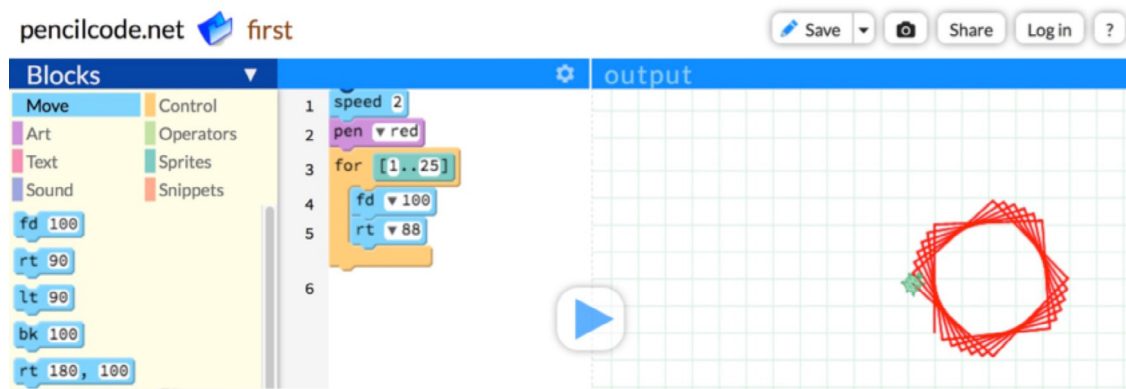 pencilcode.net first Save Share Log in ?
Blocks ▼ output
Move Control
Art Operators
Text Sprites
Sound Snippets
fd 100
rt 90
lt 90
bk 100
rt 180, 100
1 speed 2
2 pen ▼ red
3 for [1..25]
4 fd ▼ 100
5 rt ▼ 88
6